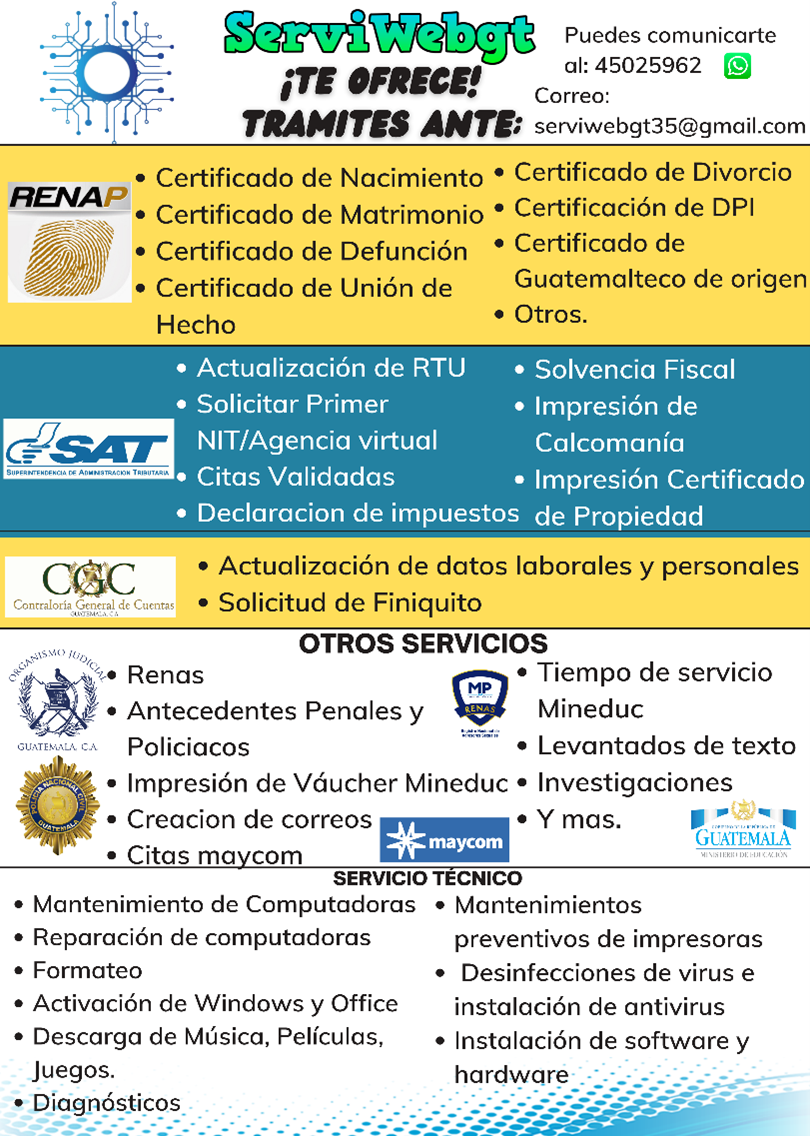 ServiWebgt
¡TE OFRECE!
TRAMITES ANTE:
Puedes comunicarte
al: 45025962
Correo:
serviwebgt35@gmail.com
RENAP
• Certificado de Nacimiento
• Certificado de Matrimonio
• Certificado de Defunción
• Certificado de Unión de
Hecho
• Certificado de Divorcio
• Certificación de DPI
• Certificado de
Guatemalteco de origen
• Otros.
SAT
SUPERINTENDENCIA DE ADMINISTRACION TRIBUTARIA
• Actualización de RTU
• Solicitar Primer
NIT/Agencia virtual
• Citas Validadas
• Declaracion de impuestos
• Solvencia Fiscal
• Impresión de
Calcomanía
• Impresión Certificado
de Propiedad
CGC
Contraloría General de Cuentas
GUATEMALA, C.A.
• Actualización de datos laborales y personales
• Solicitud de Finiquito
OTROS SERVICIOS
ORGANISMO JUDICIAL
GUATEMALA, C.A.
POLICIA NACIONAL CIVIL
GUATEMALA
• Renas
• Antecedentes Penales y
Policiacos
• Impresión de Váucher Mineduc
• Creacion de correos
• Citas maycom
MP
RENAS
maycom
• Tiempo de servicio
Mineduc
• Levantados de texto
• Investigaciones
• Y mas.
GUATEMALA
MINISTERIO DE EDUCACIÓN
SERVICIO TÉCNICO
• Mantenimiento de Computadoras
• Reparación de computadoras
• Formateo
• Activación de Windows y Office
• Descarga de Música, Películas,
Juegos.
• Diagnósticos
• Mantenimientos
preventivos de impresoras
• Desinfecciones de virus e
instalación de antivirus
• Instalación de software y
hardware